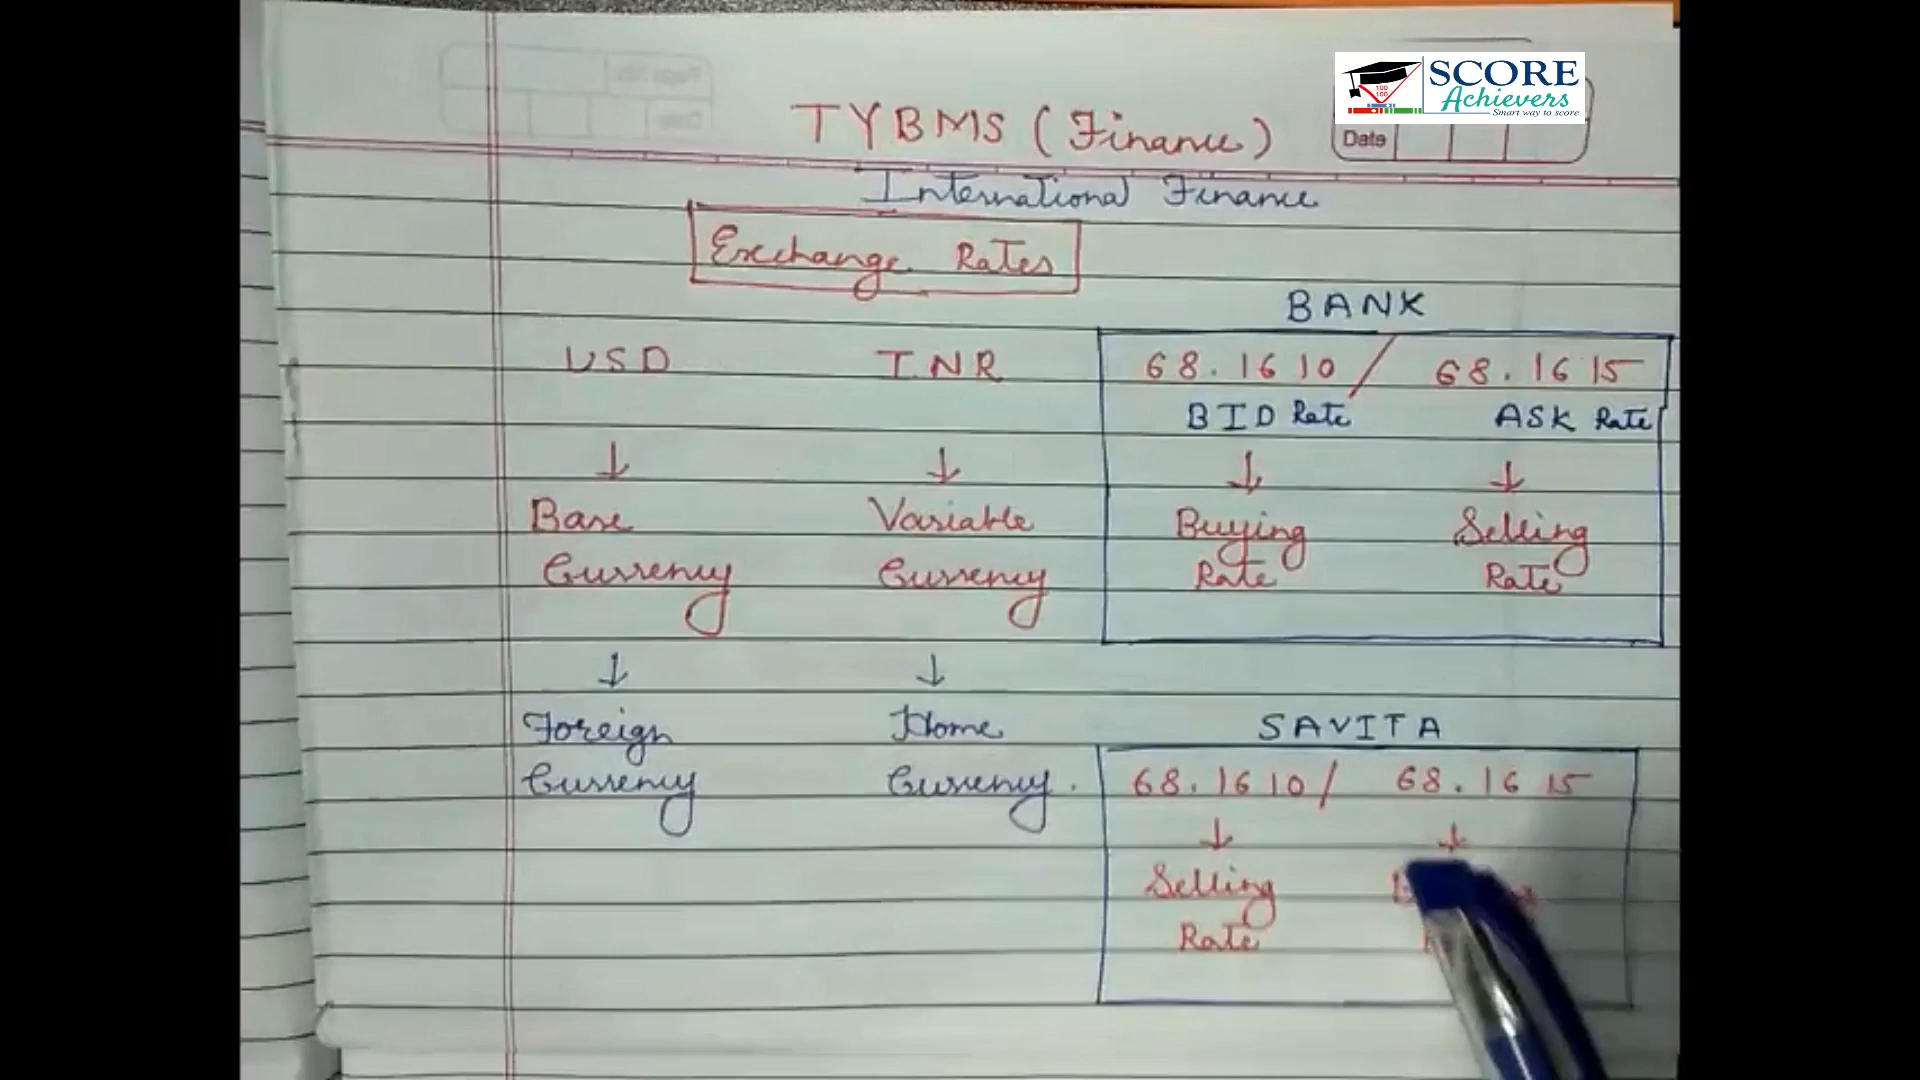 SCORE
Achievers
Smart way to score
100
100
TYBMS (Finance)
Date
International Finance
Exchange Rates
BANK
USD INR 68.1610 / 68.1615
BID Rate ASK Rate
↓ ↓ ↓ ↓
Base Variable Buying Selling
Currency Currency Rate Rate
↓ ↓
Foreign Home SAVITA
Currency Currency. 68.1610 / 68.1615
↓ ↓
Selling
Rate